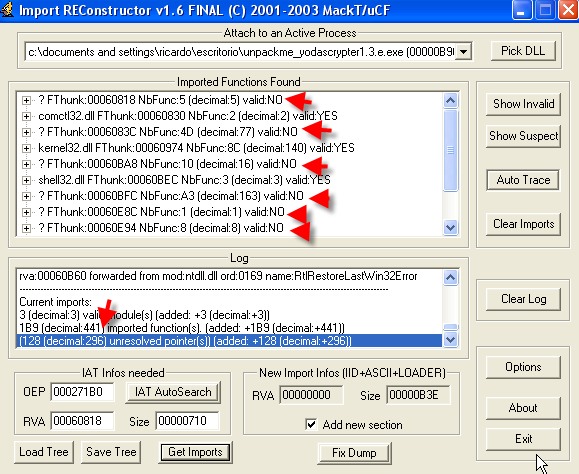 Import REConstructor v1.6 FINAL (C) 2001-2003 MackT/uCF
Attach to an Active Process
c:\documents and settings\ricardo\escritorio\unpackme_yodascrypter1.3.e.exe (00000B9
Pick DLL
Imported Functions Found
? FThunk:00060818 NbFunc:5 (decimal:5) valid:NO
comctl32.dll FThunk:00060830 NbFunc:2 (decimal:2) valid:YES
? FThunk:0006083C NbFunc:4D (decimal:77) valid:NO
kernel32.dll FThunk:00060974 NbFunc:8C (decimal:140) valid:YES
? FThunk:00060BA8 NbFunc:10 (decimal:16) valid:NO
shell32.dll FThunk:00060BEC NbFunc:3 (decimal:3) valid:YES
? FThunk:00060BFC NbFunc:A3 (decimal:163) valid:NO
? FThunk:00060E8C NbFunc:1 (decimal:1) valid:NO
? FThunk:00060E94 NbFunc:8 (decimal:8) valid:NO
Show Invalid
Show Suspect
Auto Trace
Clear Imports
Log
rva:00060B60 forwarded from mod:ntdll.dll ord:0169 name:RtlRestoreLastWin32Error
Current imports:
3 (decimal:3) valid module(s) (added: +3 (decimal:+3))
1B9 (decimal:441) imported function(s). (added: +1B9 (decimal:+441))
(128 (decimal:296) unresolved pointer(s)) (added: +128 (decimal:+296))
Clear Log
IAT Infos needed
OEP 000271B0 IAT AutoSearch
RVA 00060818 Size 00000710
New Import Infos (IID+ASCII+LOADER)
RVA 00000000 Size 00000B3E
Add new section
Options
About
Exit
Load Tree Save Tree Get Imports Fix Dump